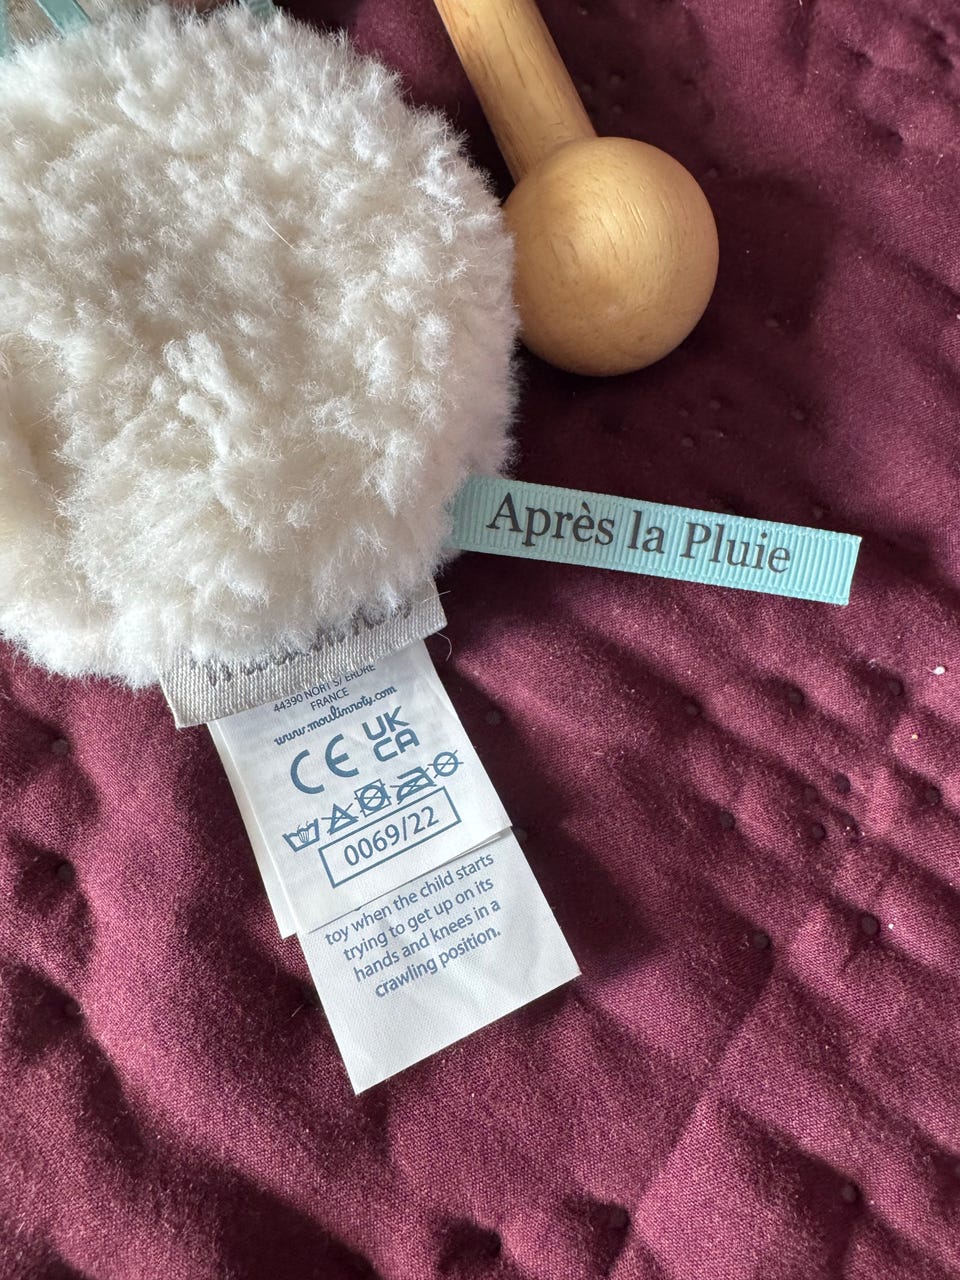 Après la Pluie
44390 NORT S/ ERDRE
FRANCE
www.moulinroty.com
CE UK
CA
0069/22
toy when the child starts
trying to get up on its
hands and knees in a
crawling position.